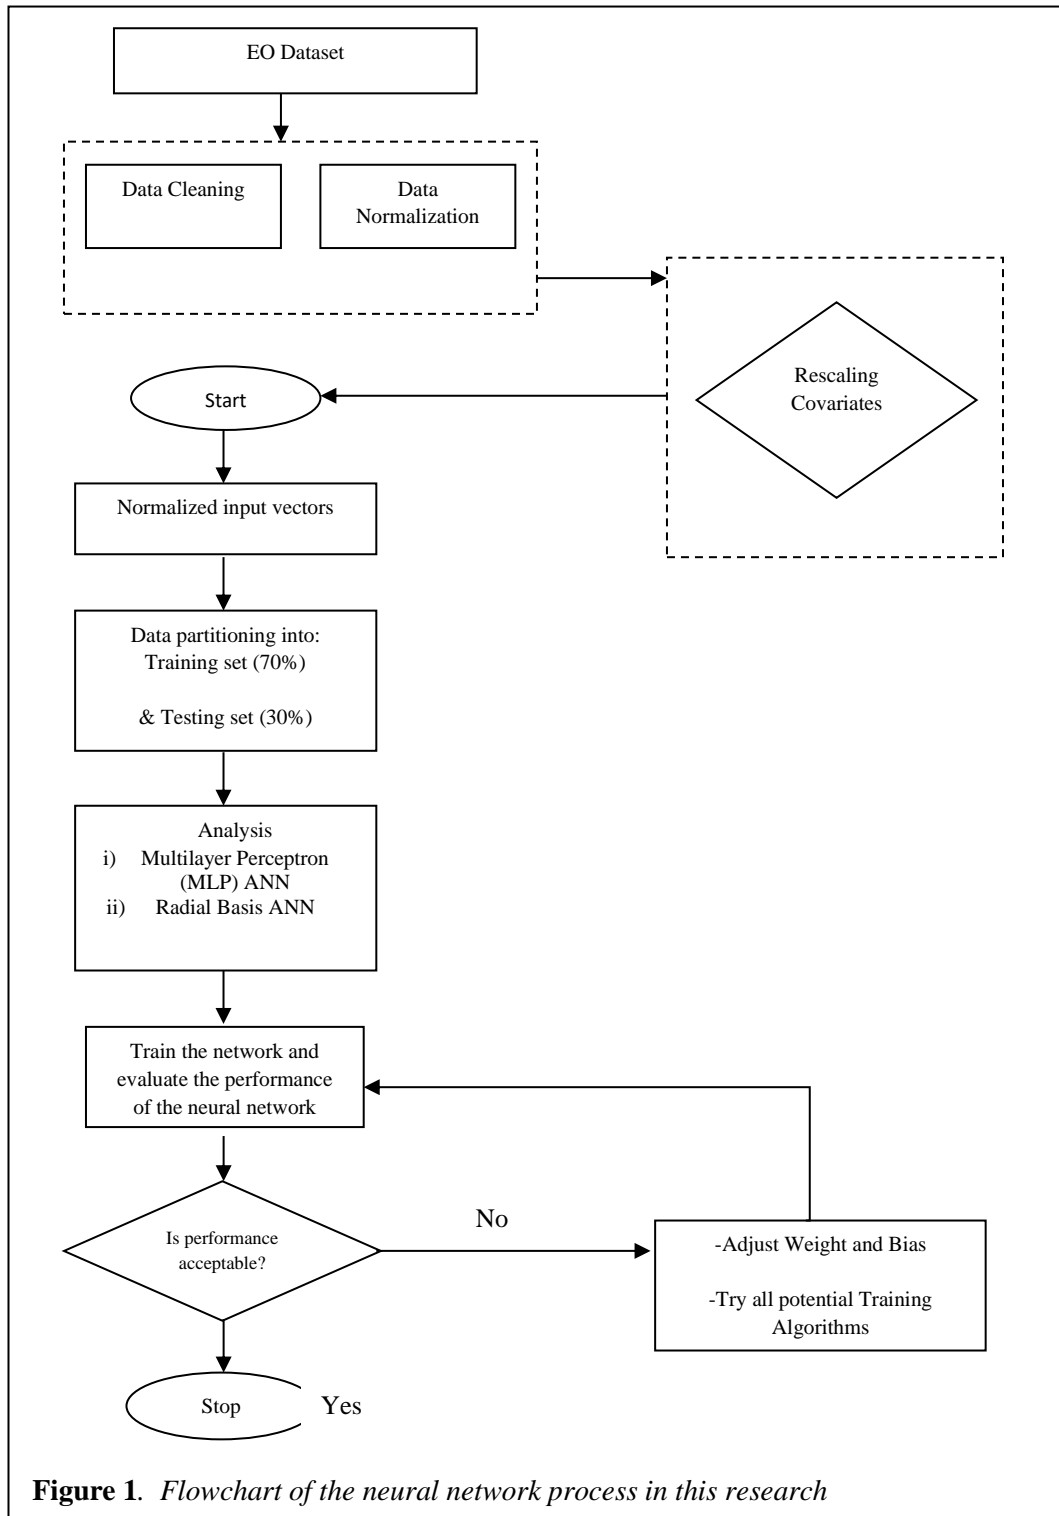 EO Dataset
Data Cleaning
Data
Normalization
Rescaling
Covariates
Start
Normalized input vectors
Data partitioning into:
Training set (70%)
& Testing set (30%)
Analysis
i) Multilayer Perceptron
(MLP) ANN
ii) Radial Basis ANN
Train the network and
evaluate the performance
of the neural network
Is performance
acceptable?
No
-Adjust Weight and Bias
-Try all potential Training
Algorithms
Stop
Yes
Figure 1. Flowchart of the neural network process in this research